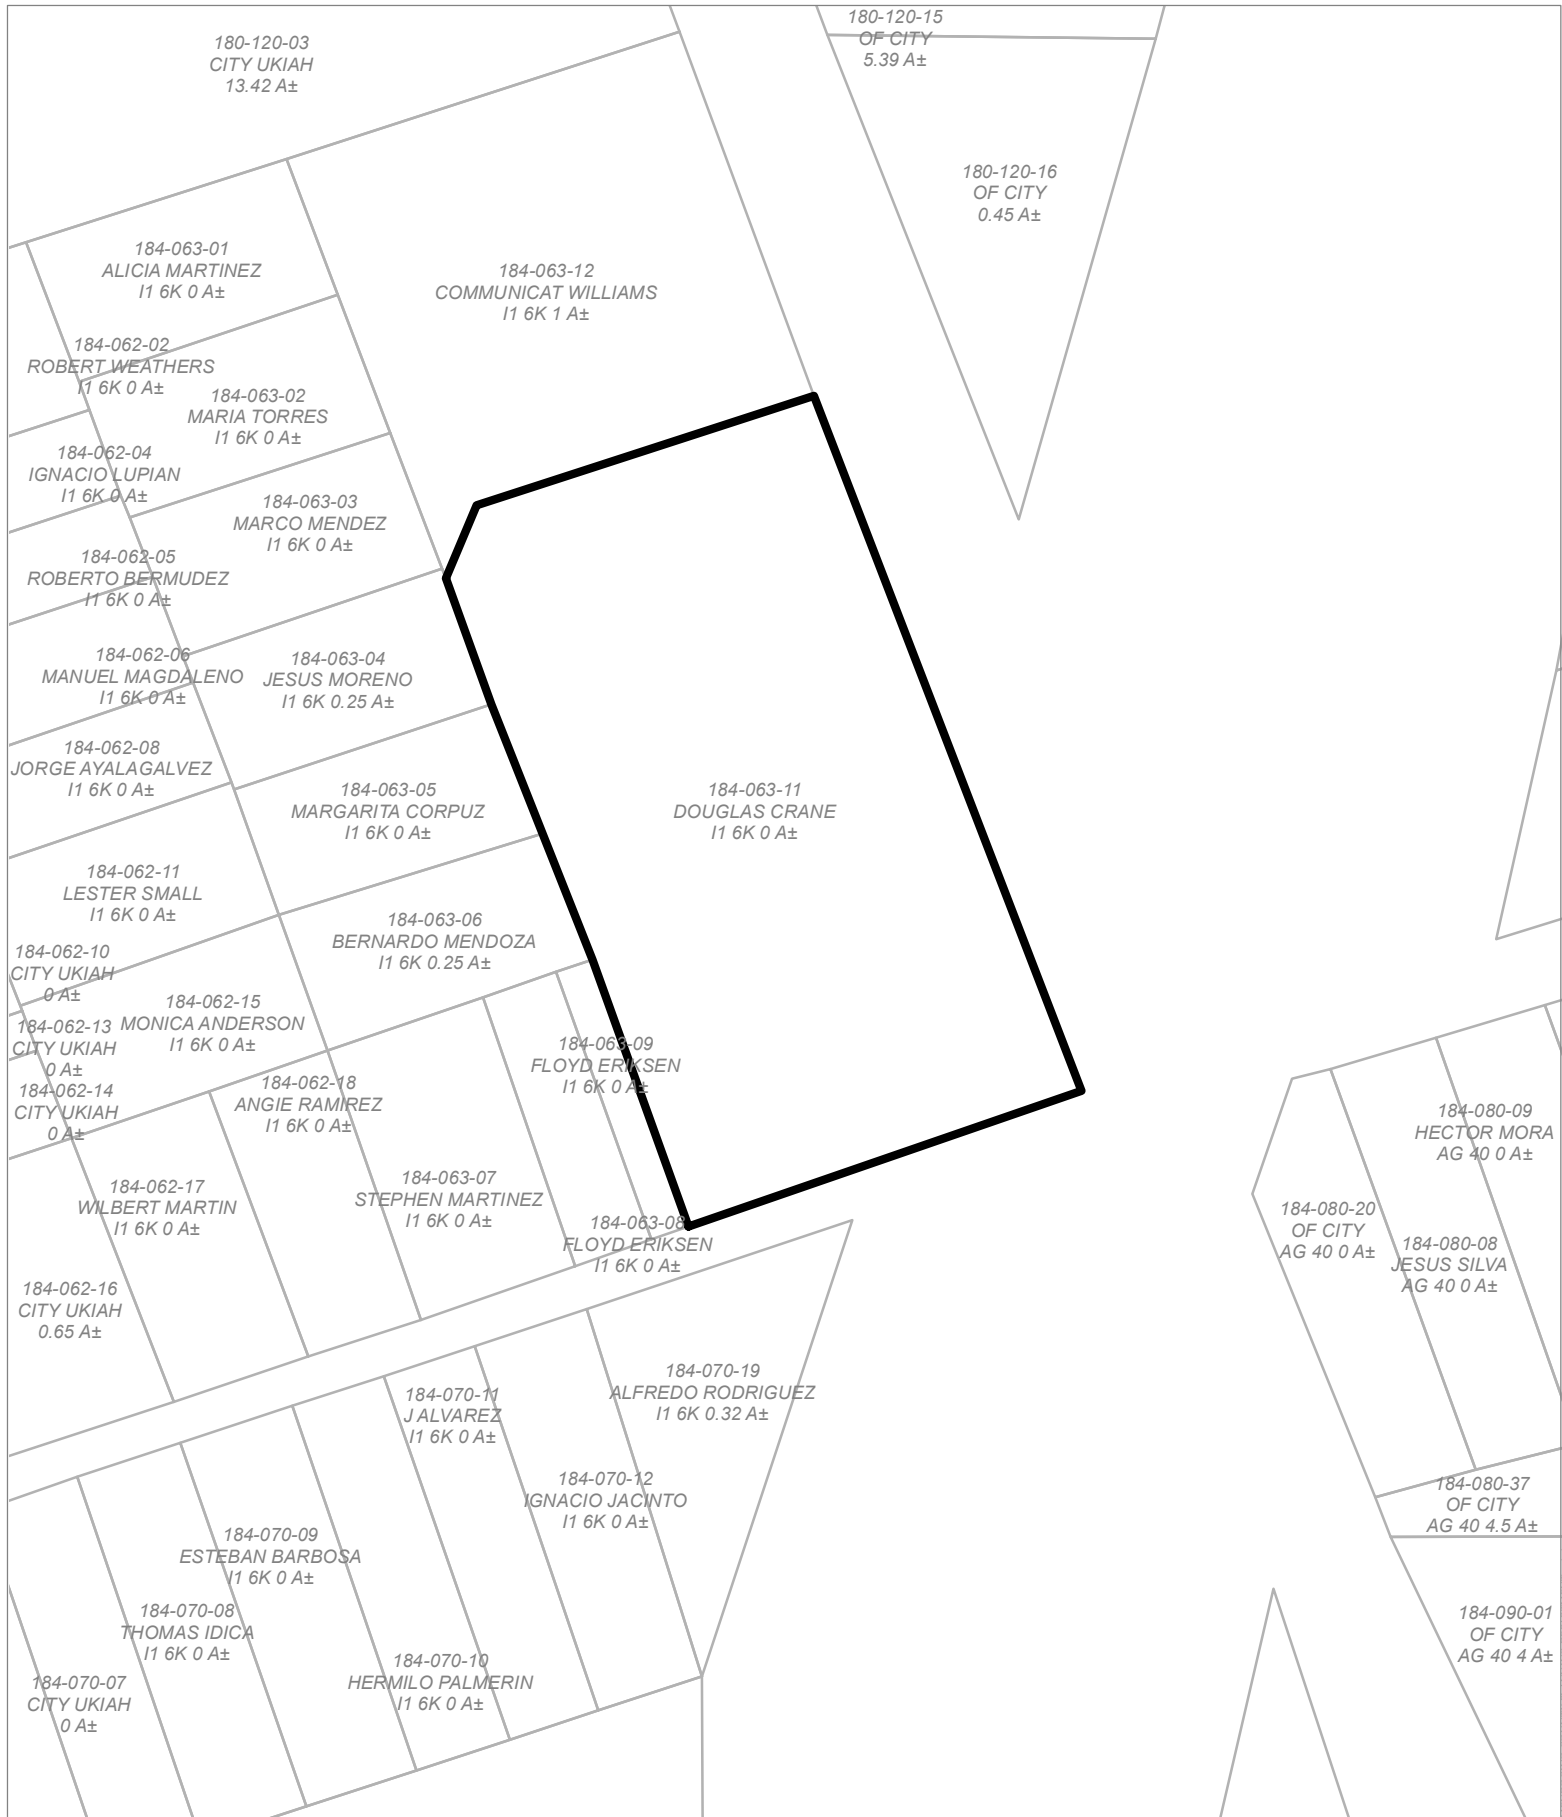 180-120-03
CITY UKIAH
13.42 A±
180-120-15
OF CITY
5.39 A±
180-120-16
OF CITY
0.45 A±
184-063-01
ALICIA MARTINEZ
I1 6K 0 A±
184-063-12
COMMUNICAT WILLIAMS
I1 6K 1 A±
184-062-02
ROBERT WEATHERS
I1 6K 0 A±
184-063-02
MARIA TORRES
I1 6K 0 A±
184-062-04
IGNACIO LUPIAN
I1 6K 0 A±
184-063-03
MARCO MENDEZ
I1 6K 0 A±
184-062-05
ROBERTO BERMUDEZ
I1 6K 0 A±
184-062-06
MANUEL MAGDALENO
I1 6K 0 A±
184-063-04
JESUS MORENO
I1 6K 0.25 A±
184-062-08
JORGE AYALAGALVEZ
I1 6K 0 A±
184-063-05
MARGARITA CORPUZ
I1 6K 0 A±
184-063-11
DOUGLAS CRANE
I1 6K 0 A±
184-062-11
LESTER SMALL
I1 6K 0 A±
184-063-06
BERNARDO MENDOZA
I1 6K 0.25 A±
184-062-10
CITY UKIAH
0 A±
184-062-15
MONICA ANDERSON
I1 6K 0 A±
184-062-13
CITY UKIAH
0 A±
184-063-09
FLOYD ERIKSEN
I1 6K 0 A±
184-062-14
CITY UKIAH
0 A±
184-062-18
ANGIE RAMIREZ
I1 6K 0 A±
184-080-09
HECTOR MORA
AG 40 0 A±
184-062-17
WILBERT MARTIN
I1 6K 0 A±
184-063-07
STEPHEN MARTINEZ
I1 6K 0 A±
184-063-08
FLOYD ERIKSEN
I1 6K 0 A±
184-080-20
OF CITY
AG 40 0 A±
184-080-08
JESUS SILVA
AG 40 0 A±
184-062-16
CITY UKIAH
0.65 A±
184-070-19
ALFREDO RODRIGUEZ
I1 6K 0.32 A±
184-070-11
J ALVAREZ
I1 6K 0 A±
184-070-12
IGNACIO JACINTO
I1 6K 0 A±
184-080-37
OF CITY
AG 40 4.5 A±
184-070-09
ESTEBAN BARBOSA
I1 6K 0 A±
184-070-08
THOMAS IDICA
I1 6K 0 A±
184-090-01
OF CITY
AG 40 4 A±
184-070-10
HERMILO PALMERIN
I1 6K 0 A±
184-070-07
CITY UKIAH
0 A±